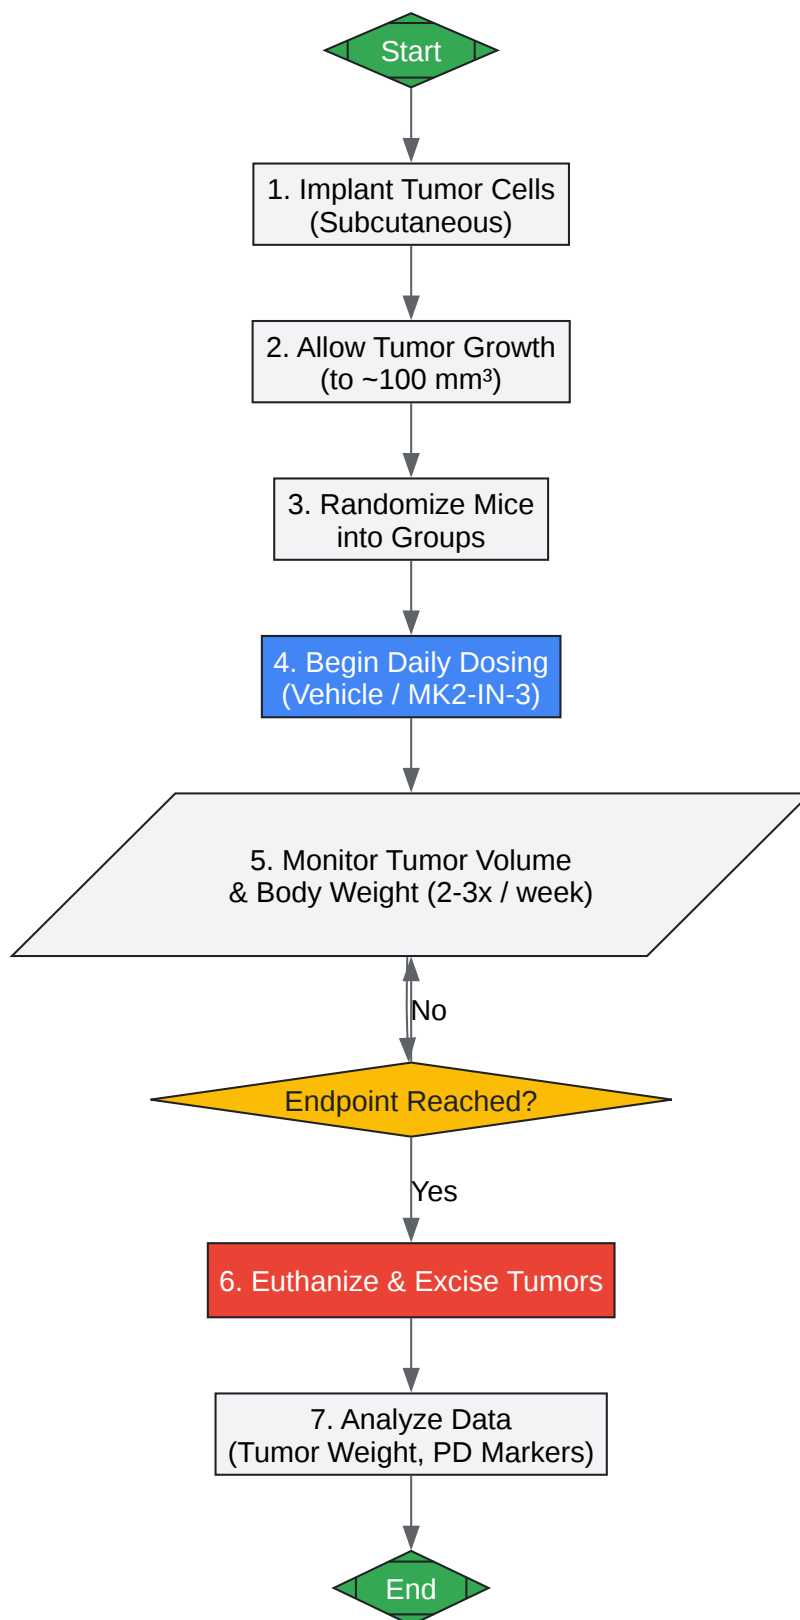 Start
1. Implant Tumor Cells
(Subcutaneous)
2. Allow Tumor Growth
(to ~100 mm³)
3. Randomize Mice
into Groups
4. Begin Daily Dosing
(Vehicle / MK2-IN-3)
5. Monitor Tumor Volume
& Body Weight (2-3x / week)
No
Endpoint Reached?
Yes
6. Euthanize & Excise Tumors
7. Analyze Data
(Tumor Weight, PD Markers)
End